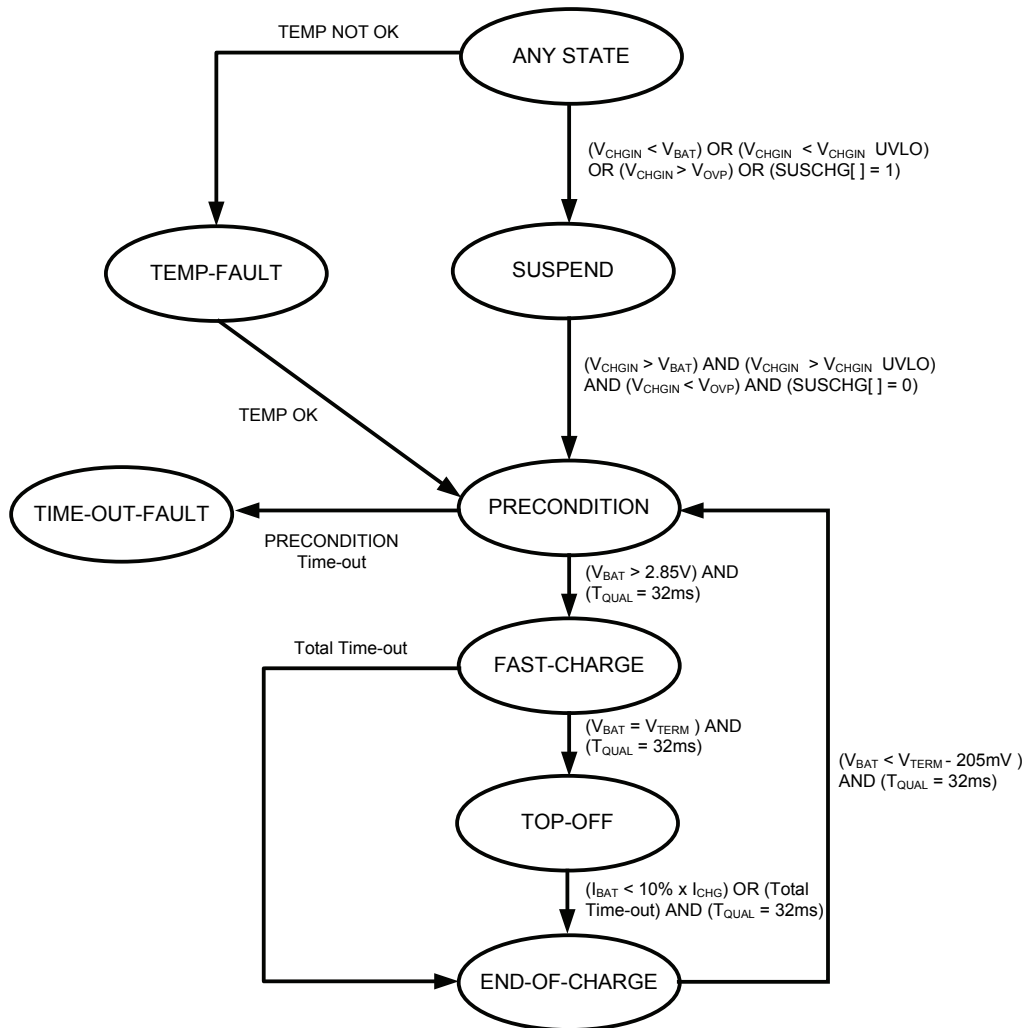 TEMP NOT OK
ANY STATE
(VCHGIN < VBAT) OR (VCHGIN < VCHGIN UVLO)
OR (VCHGIN > VOVP) OR (SUSCHG[ ] = 1)
TEMP-FAULT
SUSPEND
(VCHGIN > VBAT) AND (VCHGIN > VCHGIN UVLO)
AND (VCHGIN < VOVP) AND (SUSCHG[ ] = 0)
TEMP OK
TIME-OUT-FAULT
PRECONDITION
PRECONDITION
Time-out
(VBAT > 2.85V) AND
(TQUAL = 32ms)
Total Time-out
FAST-CHARGE
(VBAT = VTERM ) AND
(TQUAL = 32ms)
(VBAT < VTERM - 205mV )
AND (TQUAL = 32ms)
TOP-OFF
(IBAT < 10% x ICHG) OR (Total
Time-out) AND (TQUAL = 32ms)
END-OF-CHARGE